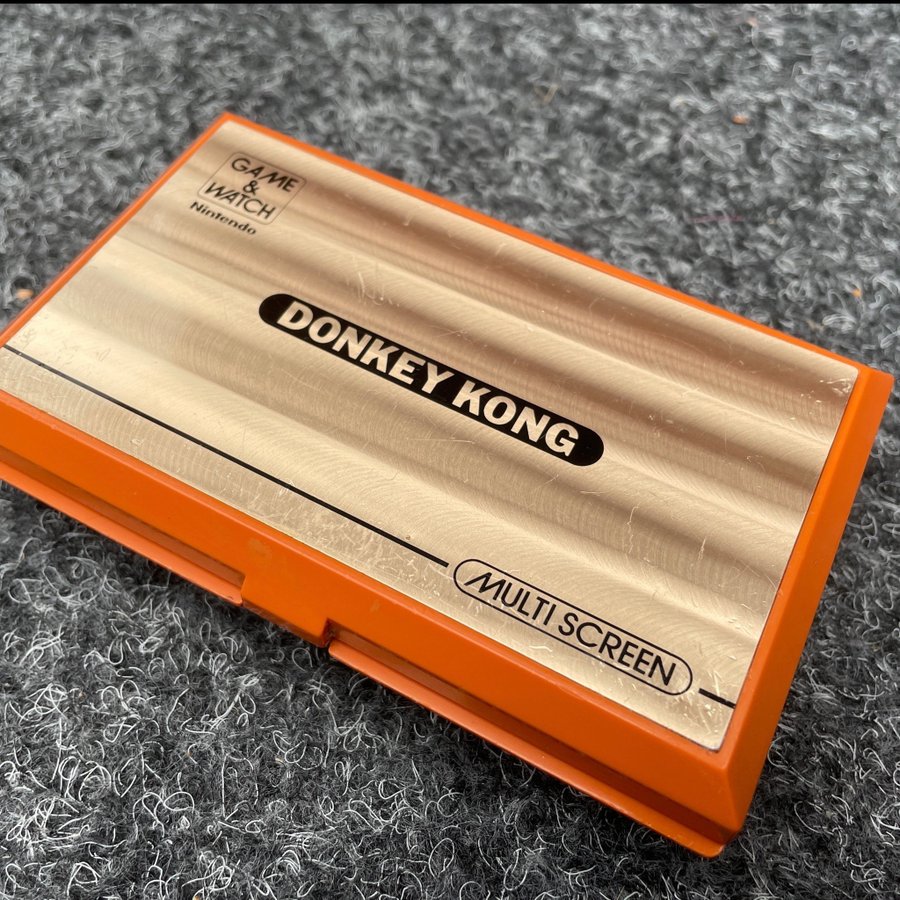 GAME
&
WATCH
Nintendo
DONKEY KONG
MULTI SCREEN